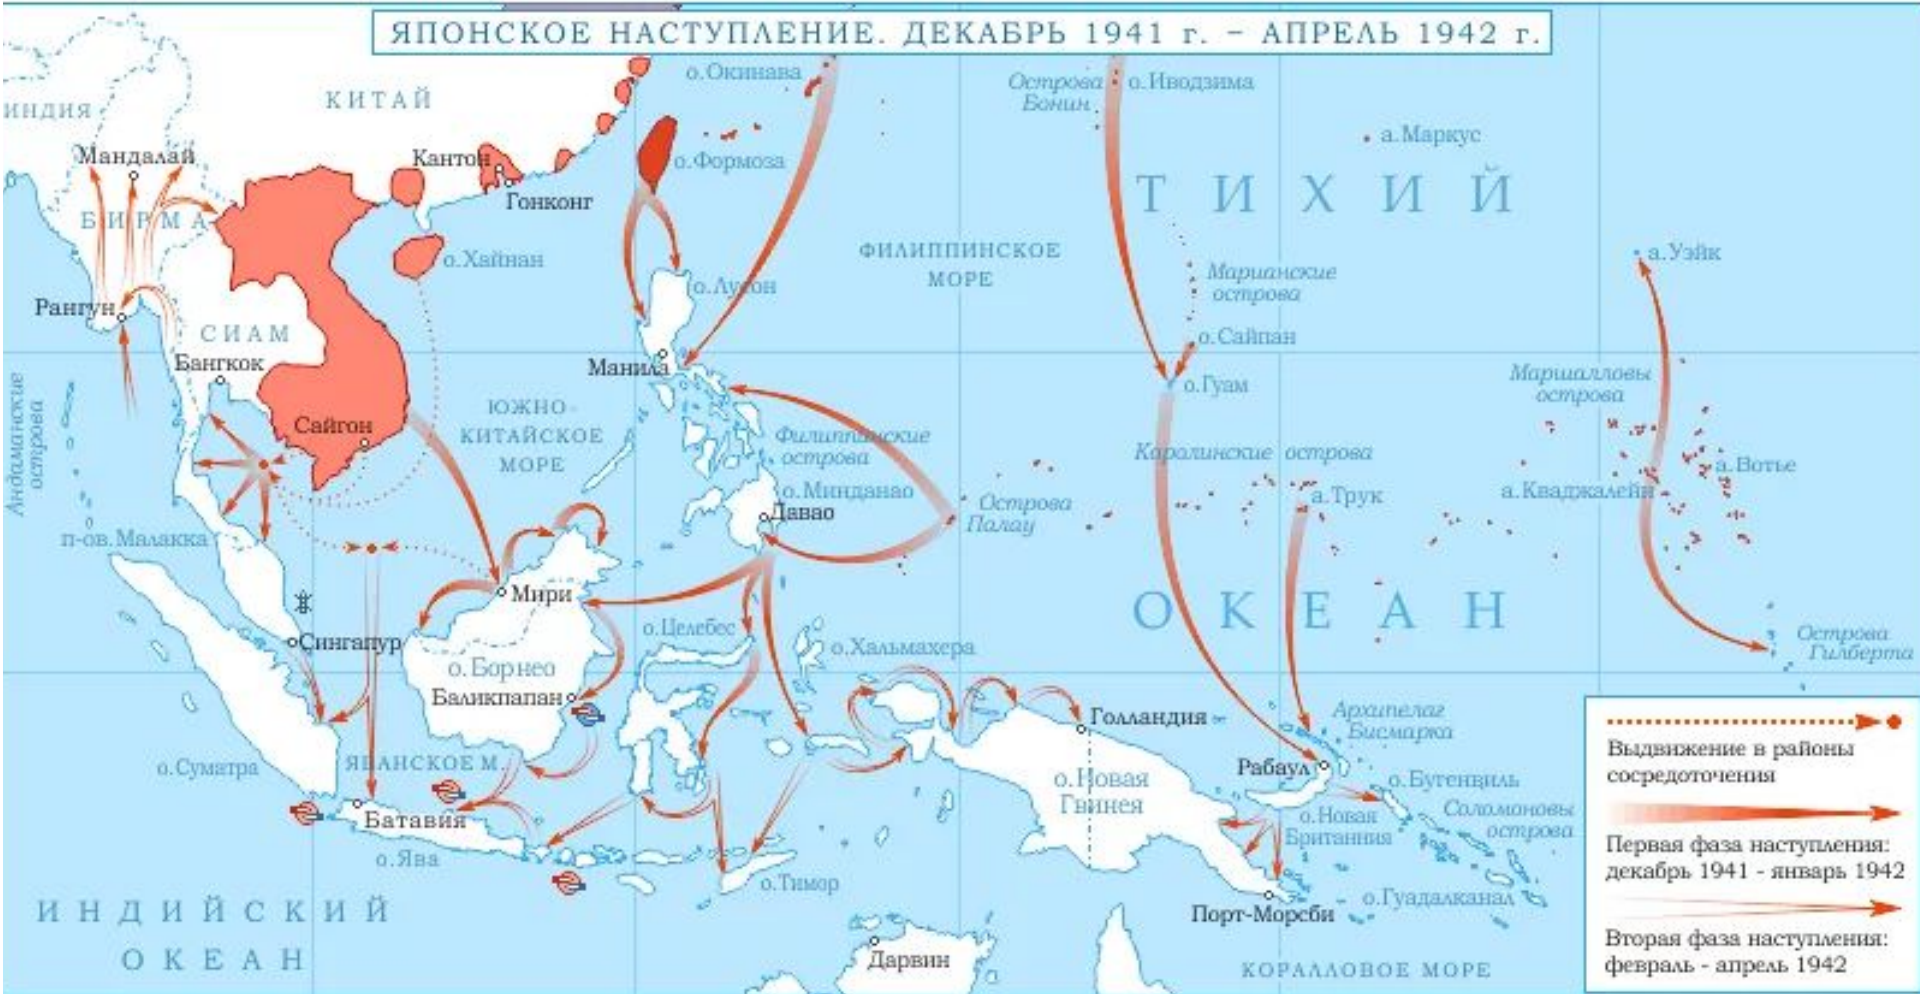 ЯПОНСКОЕ НАСТУПЛЕНИЕ. ДЕКАБРЬ 1941 г. – АПРЕЛЬ 1942 г.
ИНДИЯ
КИТАЙ
о.Окинава
Острова
Бонин
о.Иводзима
а.Маркус
Мандалай
Кантон
о.Формоза
Гонконг
ТИХИЙ
БИРМА
о.Хайнан
ФИЛИППИНСКОЕ
МОРЕ
о.Лусон
Марианские
острова
а.Уэйк
Рангун
СИАМ
Бангкок
Манила
о.Сайпан
о.Гуам
Маршалловы
острова
Андаманские
острова
Сайгон
ЮЖНО-
КИТАЙСКОЕ
МОРЕ
Филиппинские
острова
Каролинские острова
а.Вотье
о.Минданао
Давао
Острова
Палау
а.Трук
а.Кваджалейн
п-ов.Малакка
Мири
ОКЕАН
Сингапур
о.Целебес
о.Хальмахера
Острова
Гилберта
о.Борнео
Баликпапан
Голландия
Архипелаг
Бисмарка
о.Суматра
ЯВАНСКОЕ М.
о.Новая
Гвинея
Рабаул
о.Бугенвиль
Батавия
о.Новая
Британния
Соломоновы
острова
о.Ява
о.Тимор
о.Гуадалканал
Порт-Морсби
ИНДИЙСКИЙ
ОКЕАН
Дарвин
КОРАЛЛОВОЕ МОРЕ
Выдвижение в районы
сосредоточения
Первая фаза наступления:
декабрь 1941 - январь 1942
Вторая фаза наступления:
февраль - апрель 1942